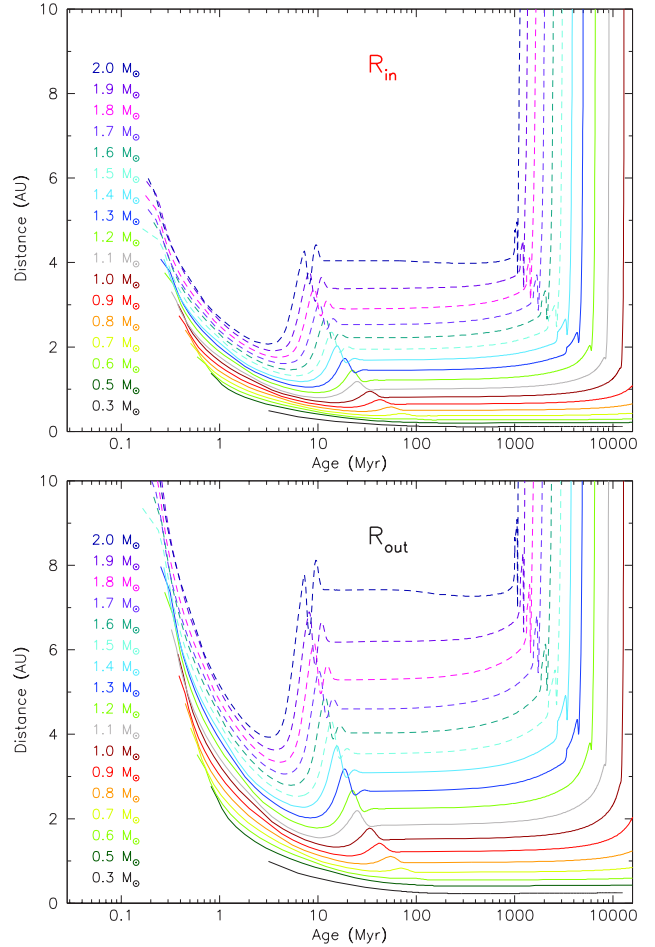 10
8
6
4
2
0
Distance (AU)
R_in
2.0 M⊙
1.9 M⊙
1.8 M⊙
1.7 M⊙
1.6 M⊙
1.5 M⊙
1.4 M⊙
1.3 M⊙
1.2 M⊙
1.1 M⊙
1.0 M⊙
0.9 M⊙
0.8 M⊙
0.7 M⊙
0.6 M⊙
0.5 M⊙
0.3 M⊙
0.1 1 10 100 1000 10000
Age (Myr)
10
8
6
4
2
0
Distance (AU)
R_out
2.0 M⊙
1.9 M⊙
1.8 M⊙
1.7 M⊙
1.6 M⊙
1.5 M⊙
1.4 M⊙
1.3 M⊙
1.2 M⊙
1.1 M⊙
1.0 M⊙
0.9 M⊙
0.8 M⊙
0.7 M⊙
0.6 M⊙
0.5 M⊙
0.3 M⊙
0.1 1 10 100 1000 10000
Age (Myr)